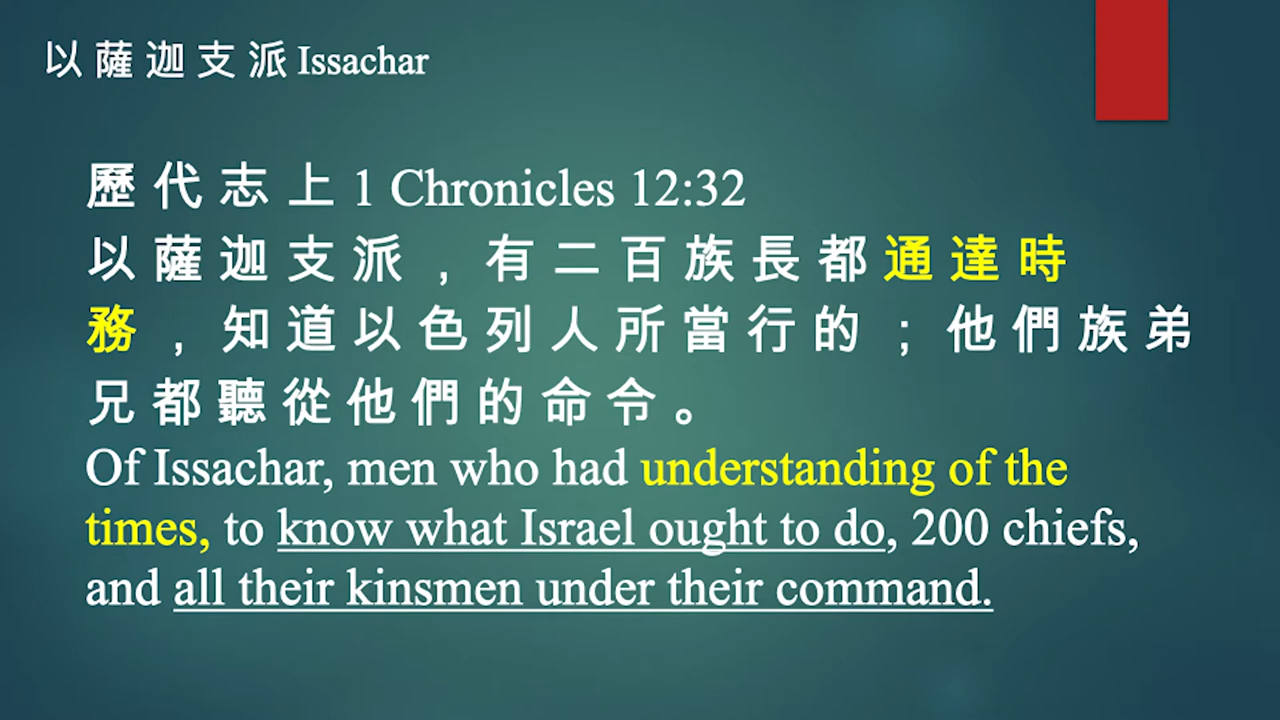 以薩迦支派 Issachar
歷代志上 1 Chronicles 12:32
以薩迦支派，有二百族長都通達時
務，知道以色列人所當行的；他們族弟
兄都聽從他們的命令。
Of Issachar, men who had understanding of the
times, to know what Israel ought to do, 200 chiefs,
and all their kinsmen under their command.